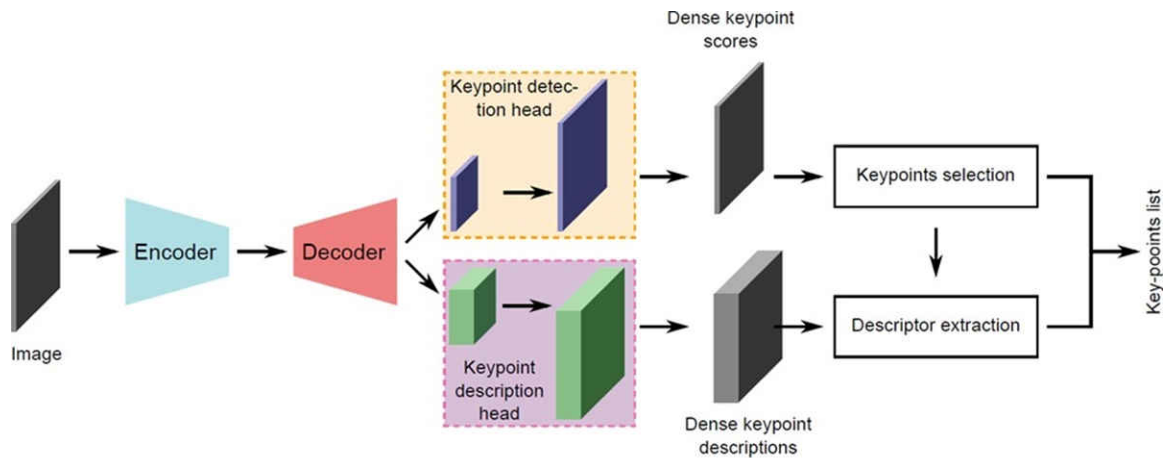 Dense keypoint
scores
Keypoint detec-
tion head
Keypoints selection
Encoder
Decoder
Key-pooints list
Descriptor extraction
Image
Keypoint
description
head
Dense keypoint
descriptions